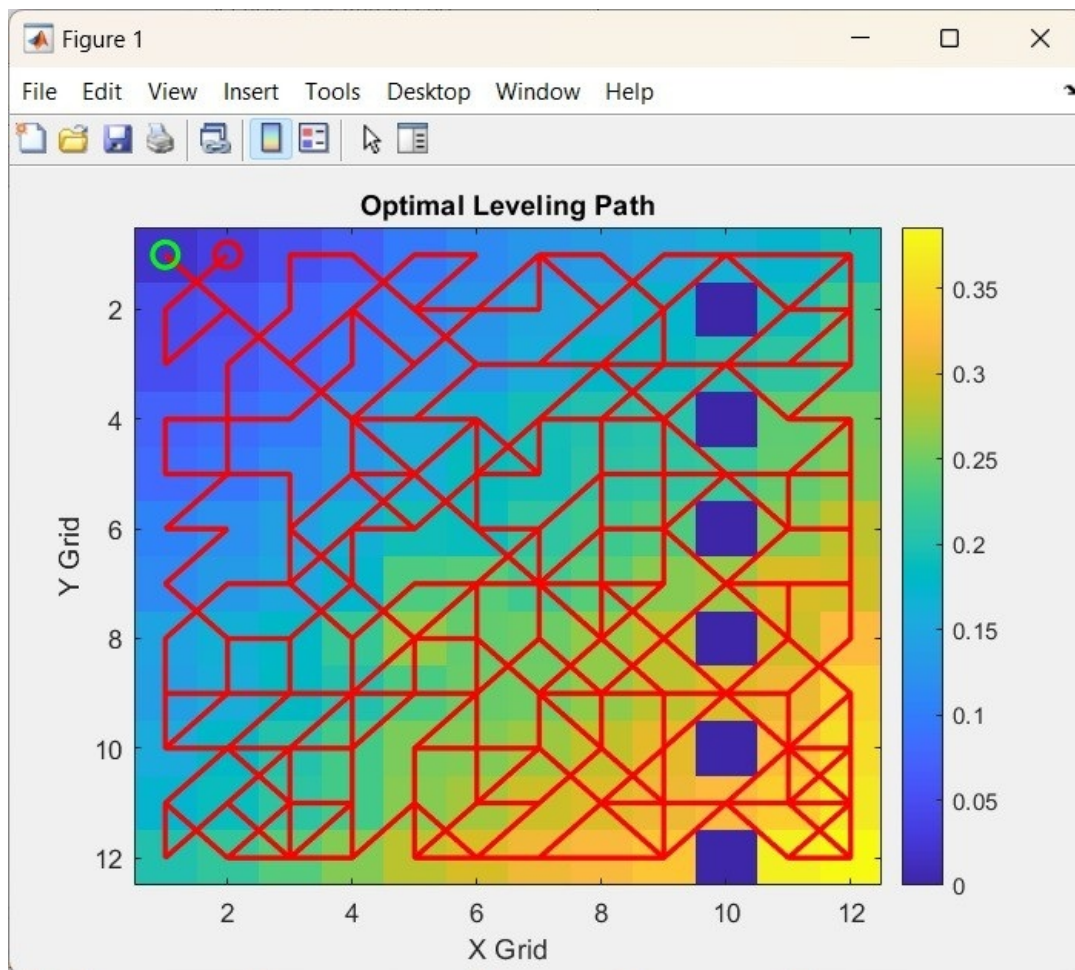 Figure 1
File Edit View Insert Tools Desktop Window Help
Optimal Leveling Path
Y Grid
2
4
6
8
10
12
2 4 6 8 10 12
X Grid
0.35
0.3
0.25
0.2
0.15
0.1
0.05
0